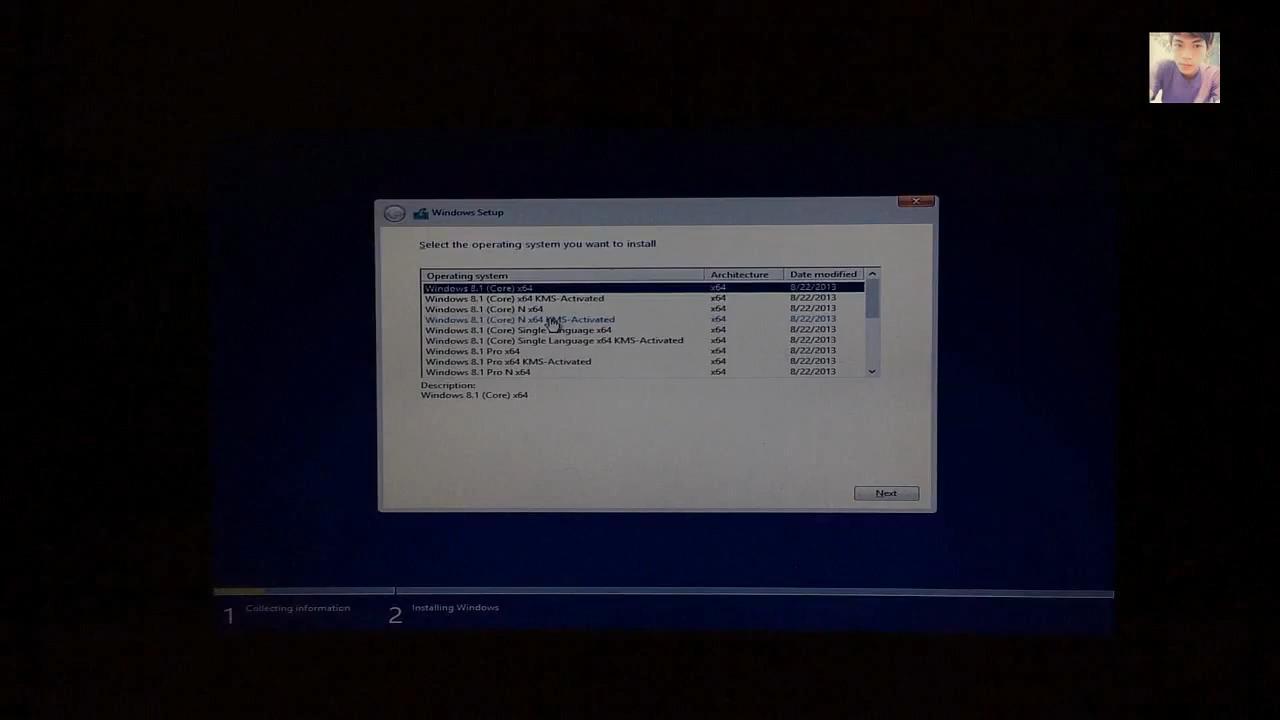 Windows Setup
Select the operating system you want to install
Operating system Architecture Date modified
Windows 8.1 (Core) x64 x64 8/22/2013
Windows 8.1 (Core) x64 KMS-Activated x64 8/22/2013
Windows 8.1 (Core) N x64 x64 8/22/2013
Windows 8.1 (Core) N x64 KMS-Activated x64 8/22/2013
Windows 8.1 (Core) Single Language x64 x64 8/22/2013
Windows 8.1 (Core) Single Language x64 KMS-Activated x64 8/22/2013
Windows 8.1 Pro x64 x64 8/22/2013
Windows 8.1 Pro x64 KMS-Activated x64 8/22/2013
Windows 8.1 Pro N x64 x64 8/22/2013
Description:
Windows 8.1 (Core) x64
Next
1 Collecting information 2 Installing Windows